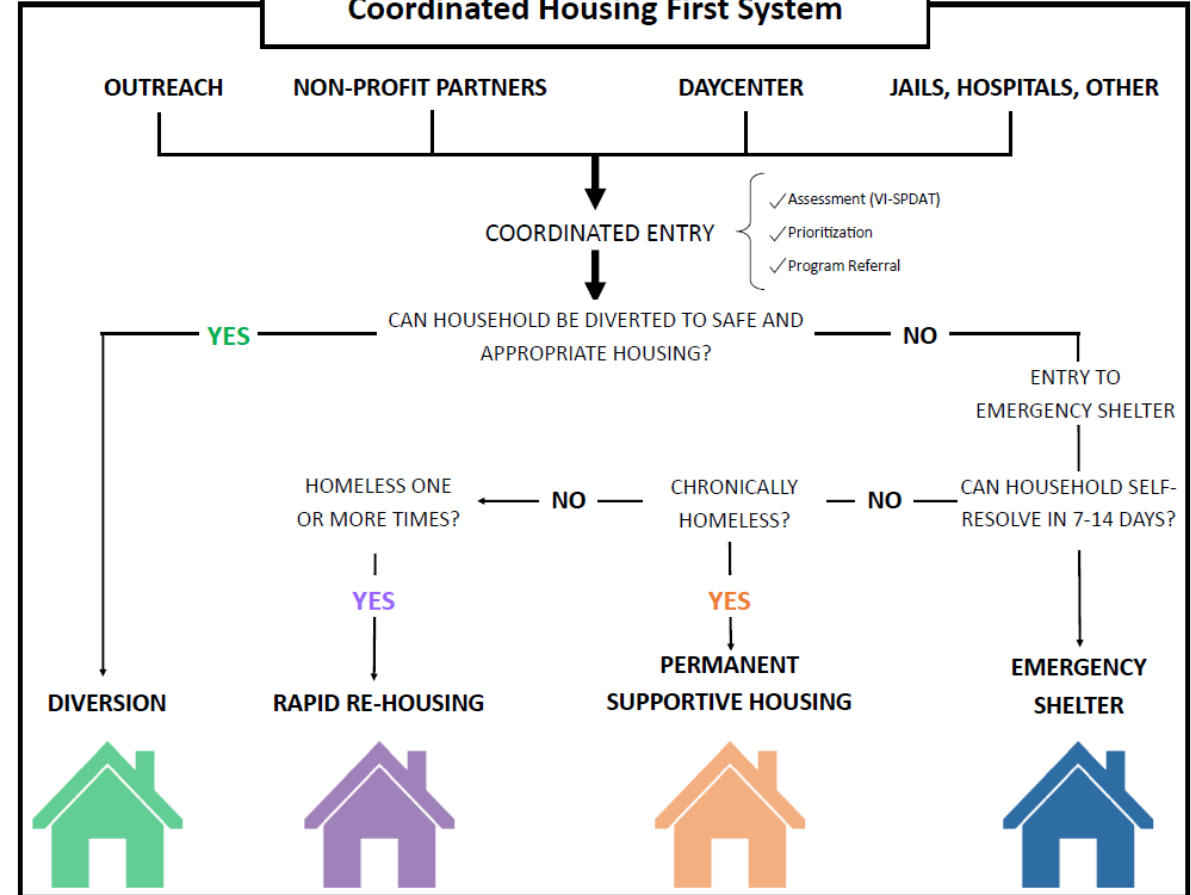 Coordinated Housing First System
OUTREACH
NON-PROFIT PARTNERS
DAYCENTER
JAILS, HOSPITALS, OTHER
COORDINATED ENTRY
✓Assessment (VI-SPDAT)
✓Prioritization
✓Program Referral
CAN HOUSEHOLD BE DIVERTED TO SAFE AND
APPROPRIATE HOUSING?
YES
NO
ENTRY TO
EMERGENCY SHELTER
CAN HOUSEHOLD SELF-
RESOLVE IN 7-14 DAYS?
NO
CHRONICALLY
HOMELESS?
NO
HOMELESS ONE
OR MORE TIMES?
YES
YES
DIVERSION
RAPID RE-HOUSING
PERMANENT
SUPPORTIVE HOUSING
EMERGENCY
SHELTER